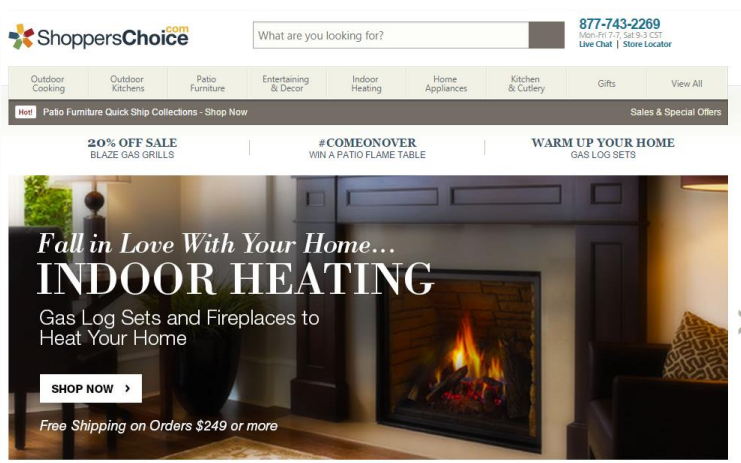 ShoppersChoice.com
What are you looking for?
877-743-2269
Mon-Fri 7-7, Sat 9-3 CST
Live Chat | Store Locator
Outdoor Cooking
Outdoor Kitchens
Patio Furniture
Entertaining & Decor
Indoor Heating
Home Appliances
Kitchen & Cutlery
Gifts
View All
Hot! Patio Furniture Quick Ship Collections - Shop Now
Sales & Special Offers
20% OFF SALE
BLAZE GAS GRILLS
#COMEONOVER
WIN A PATIO FLAME TABLE
WARM UP YOUR HOME
GAS LOG SETS
Fall in Love With Your Home...
INDOOR HEATING
Gas Log Sets and Fireplaces to
Heat Your Home
SHOP NOW >
Free Shipping on Orders $249 or more